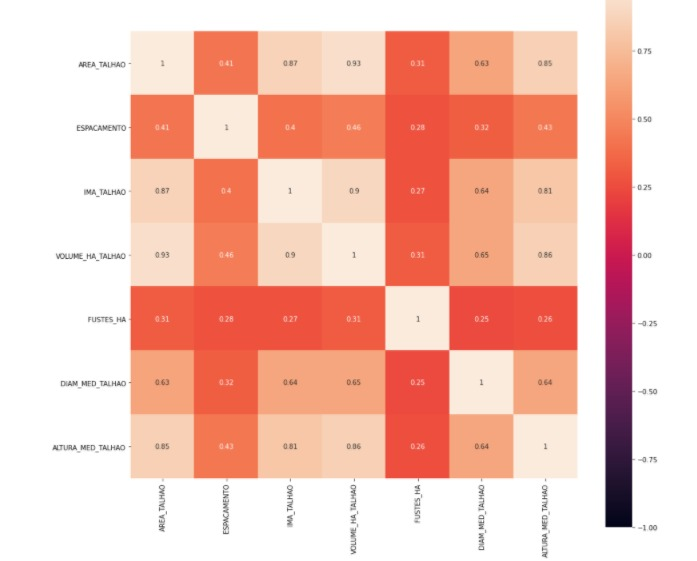 AREA_TALHAO 1 0.41 0.87 0.93 0.31 0.63 0.85
ESPACAMENTO 0.41 1 0.4 0.46 0.28 0.32 0.43
IMA_TALHAO 0.87 0.4 1 0.9 0.27 0.64 0.81
VOLUME_HA_TALHAO 0.93 0.46 0.9 1 0.31 0.65 0.86
FUSTES_HA 0.31 0.28 0.27 0.31 1 0.25 0.26
DIAM_MED_TALHAO 0.63 0.32 0.64 0.65 0.25 1 0.64
ALTURA_MED_TALHAO 0.85 0.43 0.81 0.86 0.26 0.64 1
AREA_TALHAO
ESPACAMENTO
IMA_TALHAO
VOLUME_HA_TALHAO
FUSTES_HA
DIAM_MED_TALHAO
ALTURA_MED_TALHAO
0.75
0.50
0.25
0.00
−0.25
−0.50
−0.75
−1.00